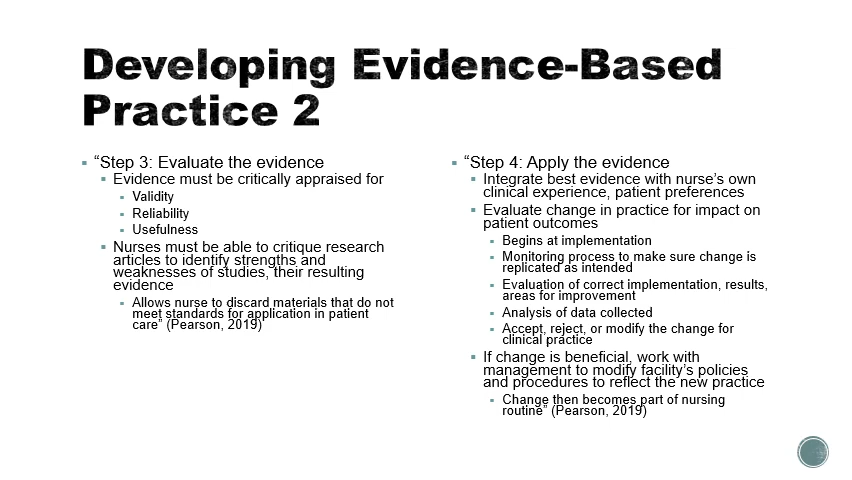 Developing Evidence-Based
Practice 2
“Step 3: Evaluate the evidence
Evidence must be critically appraised for
Validity
Reliability
Usefulness
Nurses must be able to critique research
articles to identify strengths and
weaknesses of studies, their resulting
evidence
Allows nurse to discard materials that do not
meet standards for application in patient
care” (Pearson, 2019)
“Step 4: Apply the evidence
Integrate best evidence with nurse’s own
clinical experience, patient preferences
Evaluate change in practice for impact on
patient outcomes
Begins at implementation
Monitoring process to make sure change is
replicated as intended
Evaluation of correct implementation, results,
areas for improvement
Analysis of data collected
Accept, reject, or modify the change for
clinical practice
If change is beneficial, work with
management to modify facility’s policies
and procedures to reflect the new practice
Change then becomes part of nursing
routine” (Pearson, 2019)